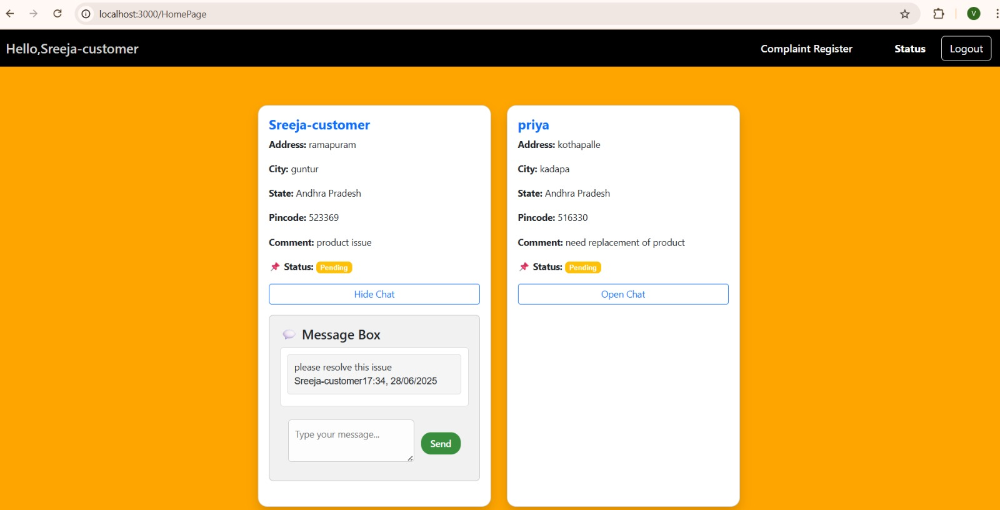 localhost:3000/HomePage
V
Hello,Sreeja-customer
Complaint Register
Status
Logout
Sreeja-customer
Address: ramapuram
City: guntur
State: Andhra Pradesh
Pincode: 523369
Comment: product issue
Status: Pending
Hide Chat
Message Box
please resolve this issue
Sreeja-customer17:34, 28/06/2025
Type your message...
Send
priya
Address: kothapalle
City: kadapa
State: Andhra Pradesh
Pincode: 516330
Comment: need replacement of product
Status: Pending
Open Chat